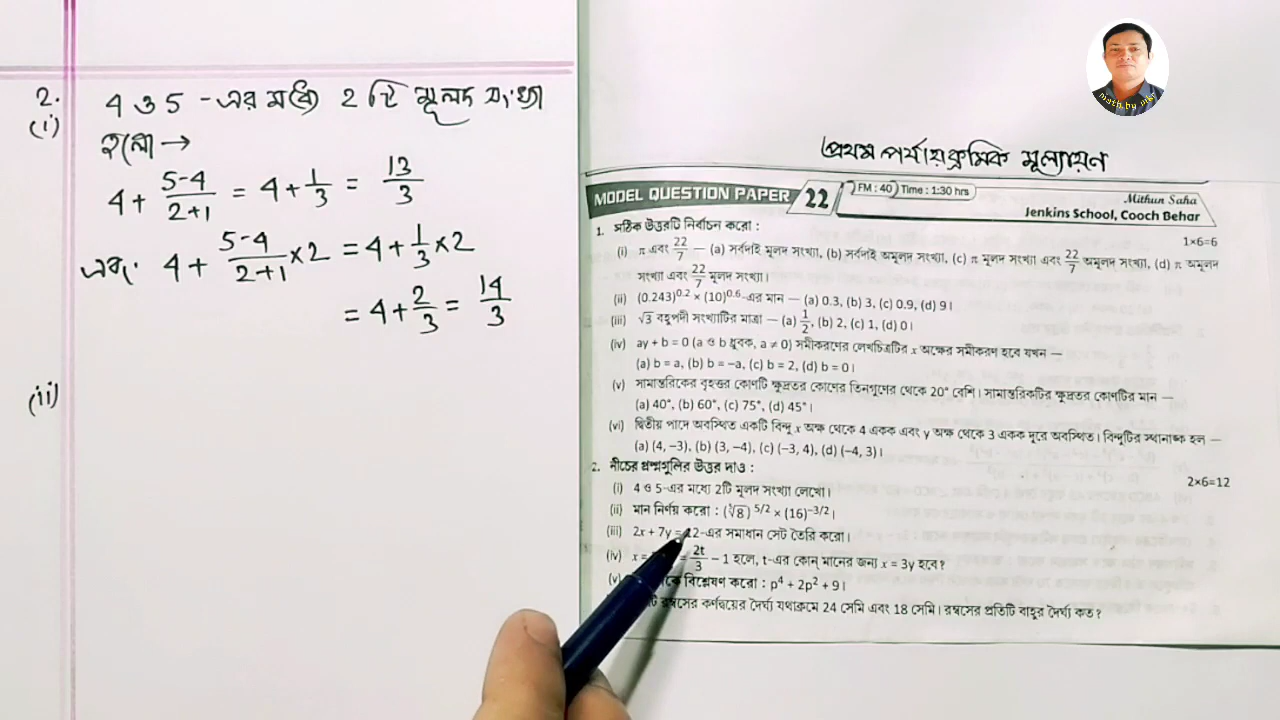 2.
(i)
4 ও 5 -এর মধ্যে 2 টি মূলদ সংখ্যা
হলো →
4 + 5-4/2+1 = 4 + 1/3 = 13/3
এবং 4 + 5-4/2+1 × 2 = 4 + 1/3 × 2
= 4 + 2/3 = 14/3
(ii)
math by misr
প্রথম পর্যায়ক্রমিক মূল্যায়ন
MODEL QUESTION PAPER 22
FM : 40 Time : 1:30 hrs
Mithun Saha
Jenkins School, Cooch Behar
1. সঠিক উত্তরটি নির্বাচন করো : 1×6=6
(i) π এবং 22/7 — (a) সর্বদাই মূলদ সংখ্যা, (b) সর্বদাই অমূলদ সংখ্যা, (c) π মূলদ সংখ্যা এবং 22/7 অমূলদ সংখ্যা, (d) π অমূলদ
সংখ্যা এবং 22/7 মূলদ সংখ্যা।
(ii) (0.243)^0.2 × (10)^0.6-এর মান — (a) 0.3, (b) 3, (c) 0.9, (d) 9।
(iii) √3 বহুপদী সংখ্যাটির মাত্রা — (a) 1/2, (b) 2, (c) 1, (d) 0।
(iv) ay + b = 0 (a ও b ধ্রুবক, a ≠ 0) সমীকরণের লেখচিত্রটির x অক্ষের সমীকরণ হবে যখন —
(a) b = a, (b) b = –a, (c) b = 2, (d) b = 0।
(v) সামান্তরিকের বৃহত্তর কোণটি ক্ষুদ্রতর কোণের তিনগুণের থেকে 20° বেশি। সামান্তরিকটির ক্ষুদ্রতর কোণটির মান —
(a) 40°, (b) 60°, (c) 75°, (d) 45°।
(vi) দ্বিতীয় পাদে অবস্থিত একটি বিন্দু x অক্ষ থেকে 4 একক এবং y অক্ষ থেকে 3 একক দূরে অবস্থিত। বিন্দুটির স্থানাঙ্ক হল —
(a) (4, –3), (b) (3, –4), (c) (–3, 4), (d) (–4, 3)।
2. নীচের প্রশ্নগুলির উত্তর দাও : 2×6=12
(i) 4 ও 5-এর মধ্যে 2টি মূলদ সংখ্যা লেখো।
(ii) মান নির্ণয় করো : (∛8)^5/2 × (16)^–3/2।
(iii) 2x + 7y = 12-এর সমাধান সেট তৈরি করো।
(iv) x = 2t/3 – 1 হলে, t-এর কোন্ মানের জন্য x = 3y হবে?
(v) বিশ্লেষণ করো : p⁴ + 2p² + 9।
রম্বসের কর্ণদ্বয়ের দৈর্ঘ্য যথাক্রমে 24 সেমি এবং 18 সেমি। রম্বসের প্রতিটি বাহুর দৈর্ঘ্য কত?